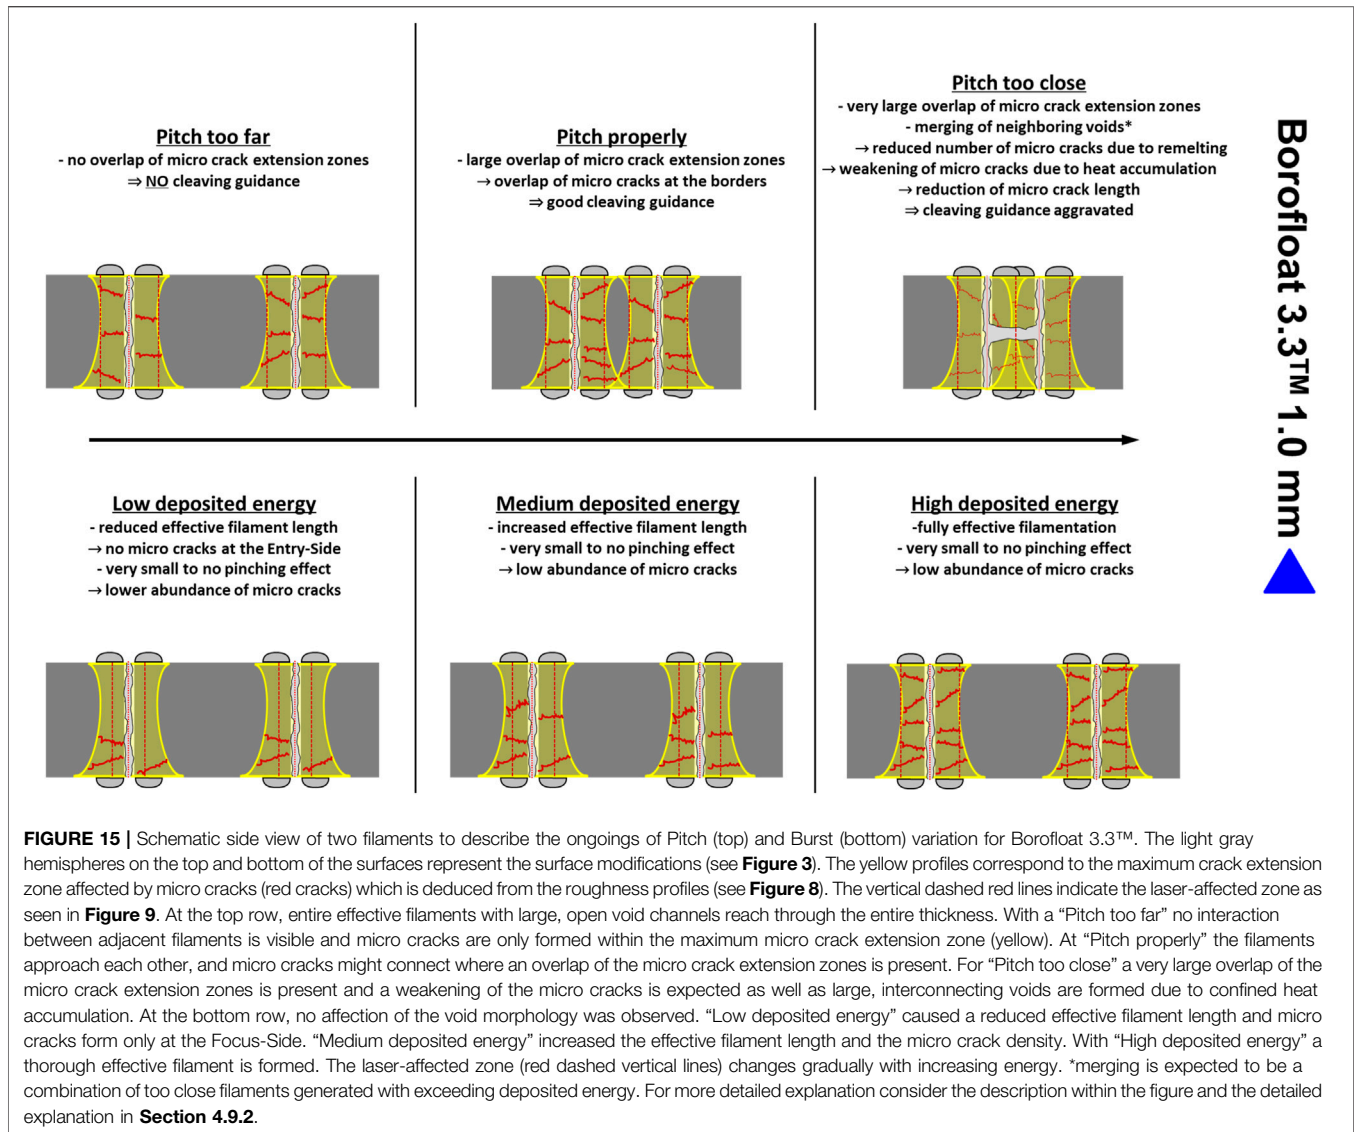 Pitch too far
- no overlap of micro crack extension zones
⇒ NO cleaving guidance
Pitch properly
- large overlap of micro crack extension zones
→ overlap of micro cracks at the borders
⇒ good cleaving guidance
Pitch too close
- very large overlap of micro crack extension zones
- merging of neighboring voids*
→ reduced number of micro cracks due to remelting
→ weakening of micro cracks due to heat accumulation
→ reduction of micro crack length
⇒ cleaving guidance aggravated
Borofloat 3.3™ 1.0 mm
Low deposited energy
- reduced effective filament length
→ no micro cracks at the Entry-Side
- very small to no pinching effect
→ lower abundance of micro cracks
Medium deposited energy
- increased effective filament length
- very small to no pinching effect
→ low abundance of micro cracks
High deposited energy
-fully effective filamentation
- very small to no pinching effect
→ low abundance of micro cracks
FIGURE 15 | Schematic side view of two filaments to describe the ongoings of Pitch (top) and Burst (bottom) variation for Borofloat 3.3™. The light gray
hemispheres on the top and bottom of the surfaces represent the surface modifications (see Figure 3). The yellow profiles correspond to the maximum crack extension
zone affected by micro cracks (red cracks) which is deduced from the roughness profiles (see Figure 8). The vertical dashed red lines indicate the laser-affected zone as
seen in Figure 9. At the top row, entire effective filaments with large, open void channels reach through the entire thickness. With a “Pitch too far” no interaction
between adjacent filaments is visible and micro cracks are only formed within the maximum micro crack extension zone (yellow). At “Pitch properly” the filaments
approach each other, and micro cracks might connect where an overlap of the micro crack extension zones is present. For “Pitch too close” a very large overlap of the
micro crack extension zones is present and a weakening of the micro cracks is expected as well as large, interconnecting voids are formed due to confined heat
accumulation. At the bottom row, no affection of the void morphology was observed. “Low deposited energy” caused a reduced effective filament length and micro
cracks form only at the Focus-Side. “Medium deposited energy” increased the effective filament length and the micro crack density. With “High deposited energy” a
thorough effective filament is formed. The laser-affected zone (red dashed vertical lines) changes gradually with increasing energy. *merging is expected to be a
combination of too close filaments generated with exceeding deposited energy. For more detailed explanation consider the description within the figure and the detailed
explanation in Section 4.9.2.